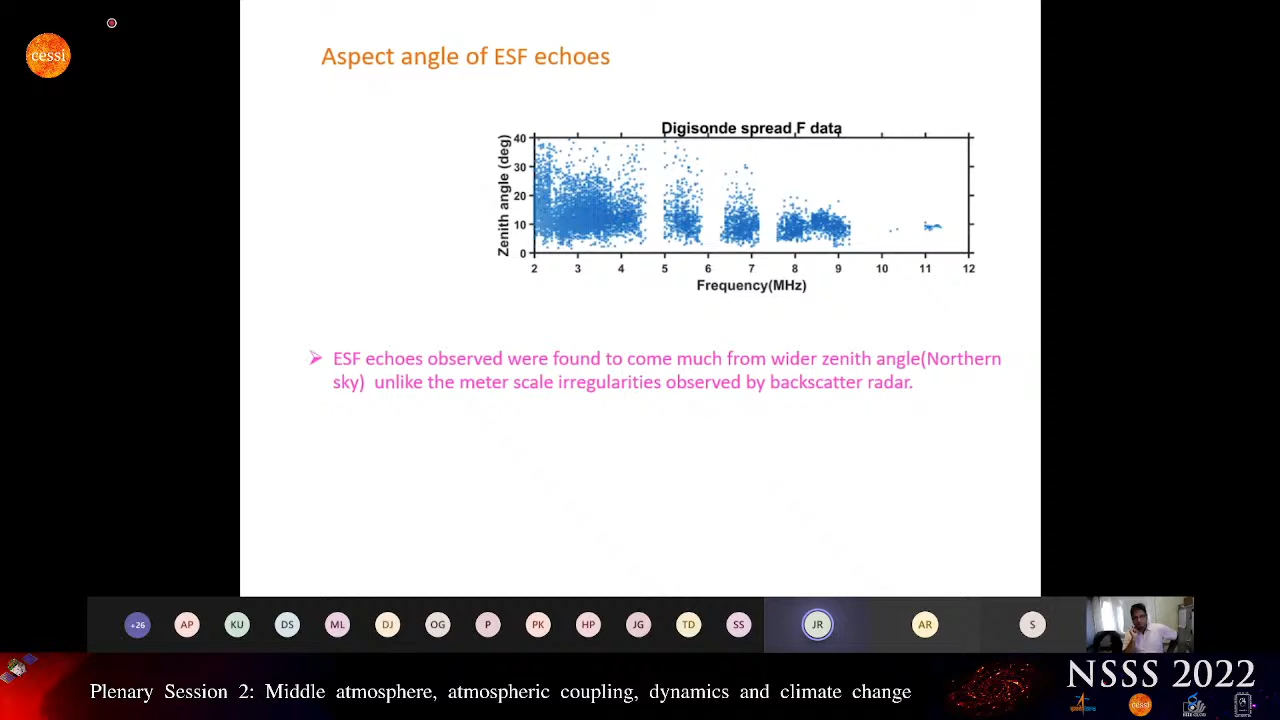 cessi
Aspect angle of ESF echoes
Digisonde spread F data
Zenith angle (deg)
40
30
20
10
0
2 3 4 5 6 7 8 9 10 11 12
Frequency(MHz)
➢ ESF echoes observed were found to come much from wider zenith angle(Northern
sky) unlike the meter scale irregularities observed by backscatter radar.
+26 AP KU DS ML DJ OG P PK HP JG TD SS JR AR S
NSSS 2022
Plenary Session 2: Middle atmosphere, atmospheric coupling, dynamics and climate change
cessi